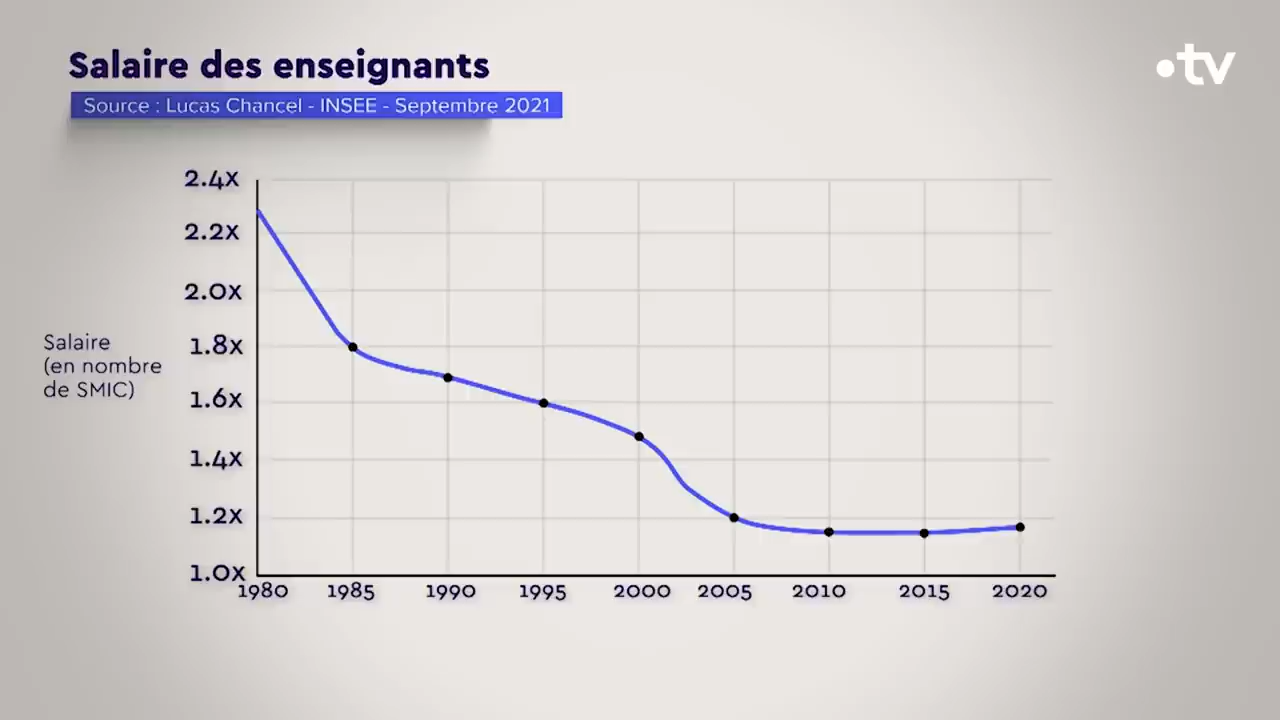 Salaire des enseignants
.tv
Source : Lucas Chancel - INSEE - Septembre 2021
2.4X
2.2X
2.0X
Salaire
(en nombre
de SMIC)
1.8X
1.6X
1.4X
1.2X
1.0X
1980 1985 1990 1995 2000 2005 2010 2015 2020